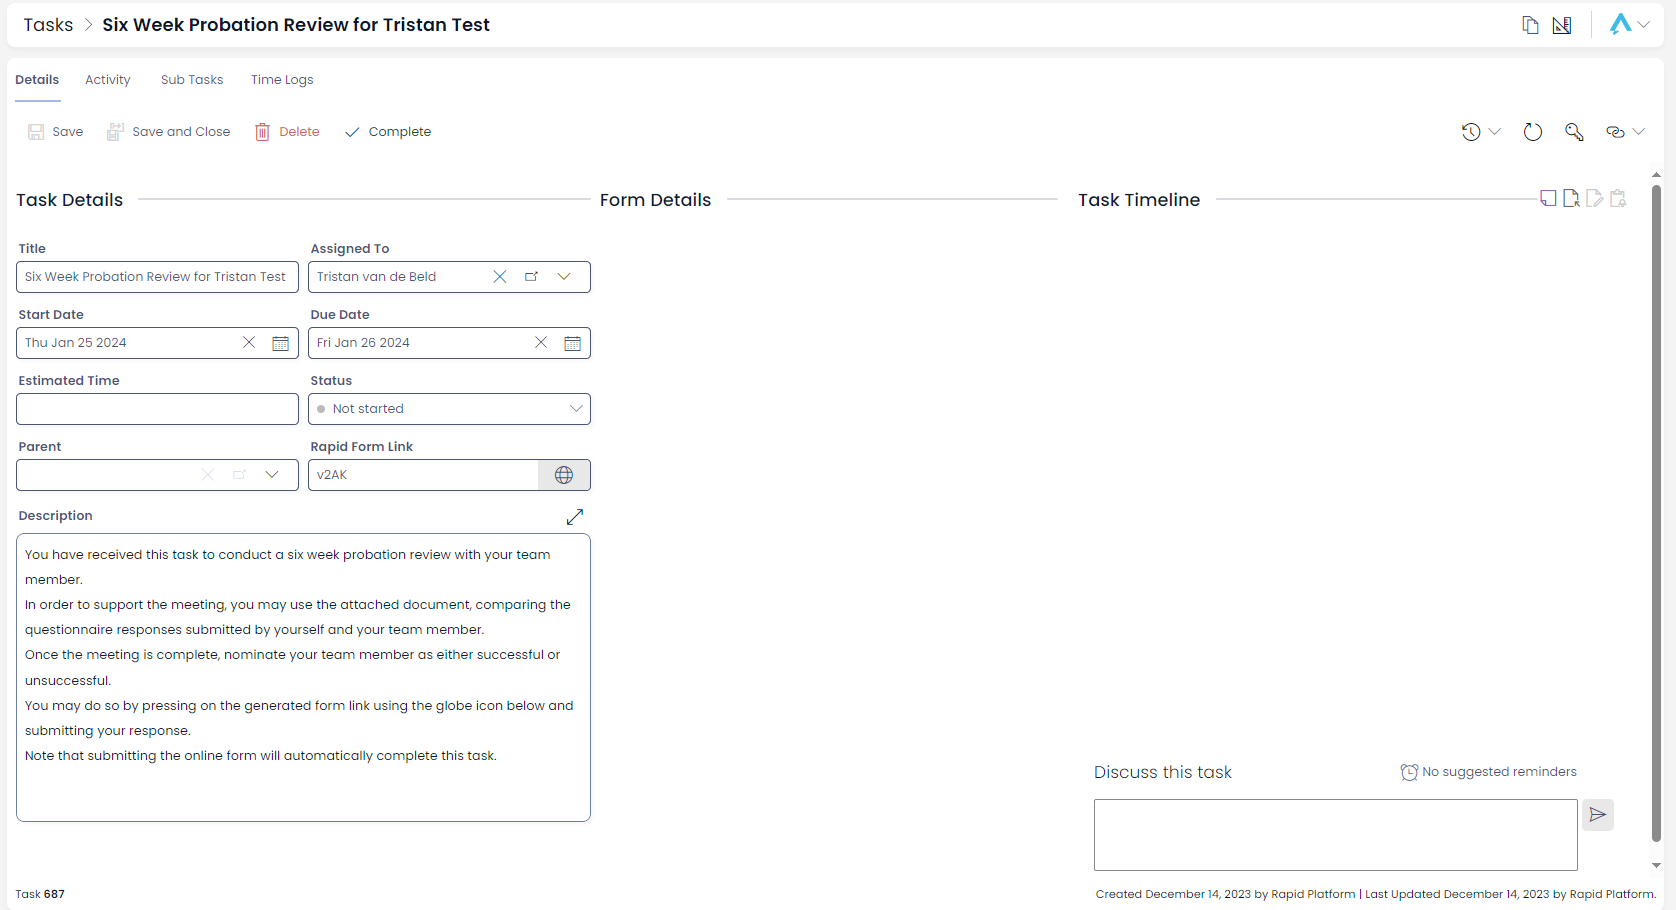 Tasks > Six Week Probation Review for Tristan Test
Details Activity Sub Tasks Time Logs
Save Save and Close Delete Complete
Task Details Form Details Task Timeline
Title Assigned To
Six Week Probation Review for Tristan Test Tristan van de Beld
Start Date Due Date
Thu Jan 25 2024 Fri Jan 26 2024
Estimated Time Status
Not started
Parent Rapid Form Link
v2AK
Description
You have received this task to conduct a six week probation review with your team
member.
In order to support the meeting, you may use the attached document, comparing the
questionnaire responses submitted by yourself and your team member.
Once the meeting is complete, nominate your team member as either successful or
unsuccessful.
You may do so by pressing on the generated form link using the globe icon below and
submitting your response.
Note that submitting the online form will automatically complete this task.
Discuss this task No suggested reminders
Task 687 Created December 14, 2023 by Rapid Platform | Last Updated December 14, 2023 by Rapid Platform.